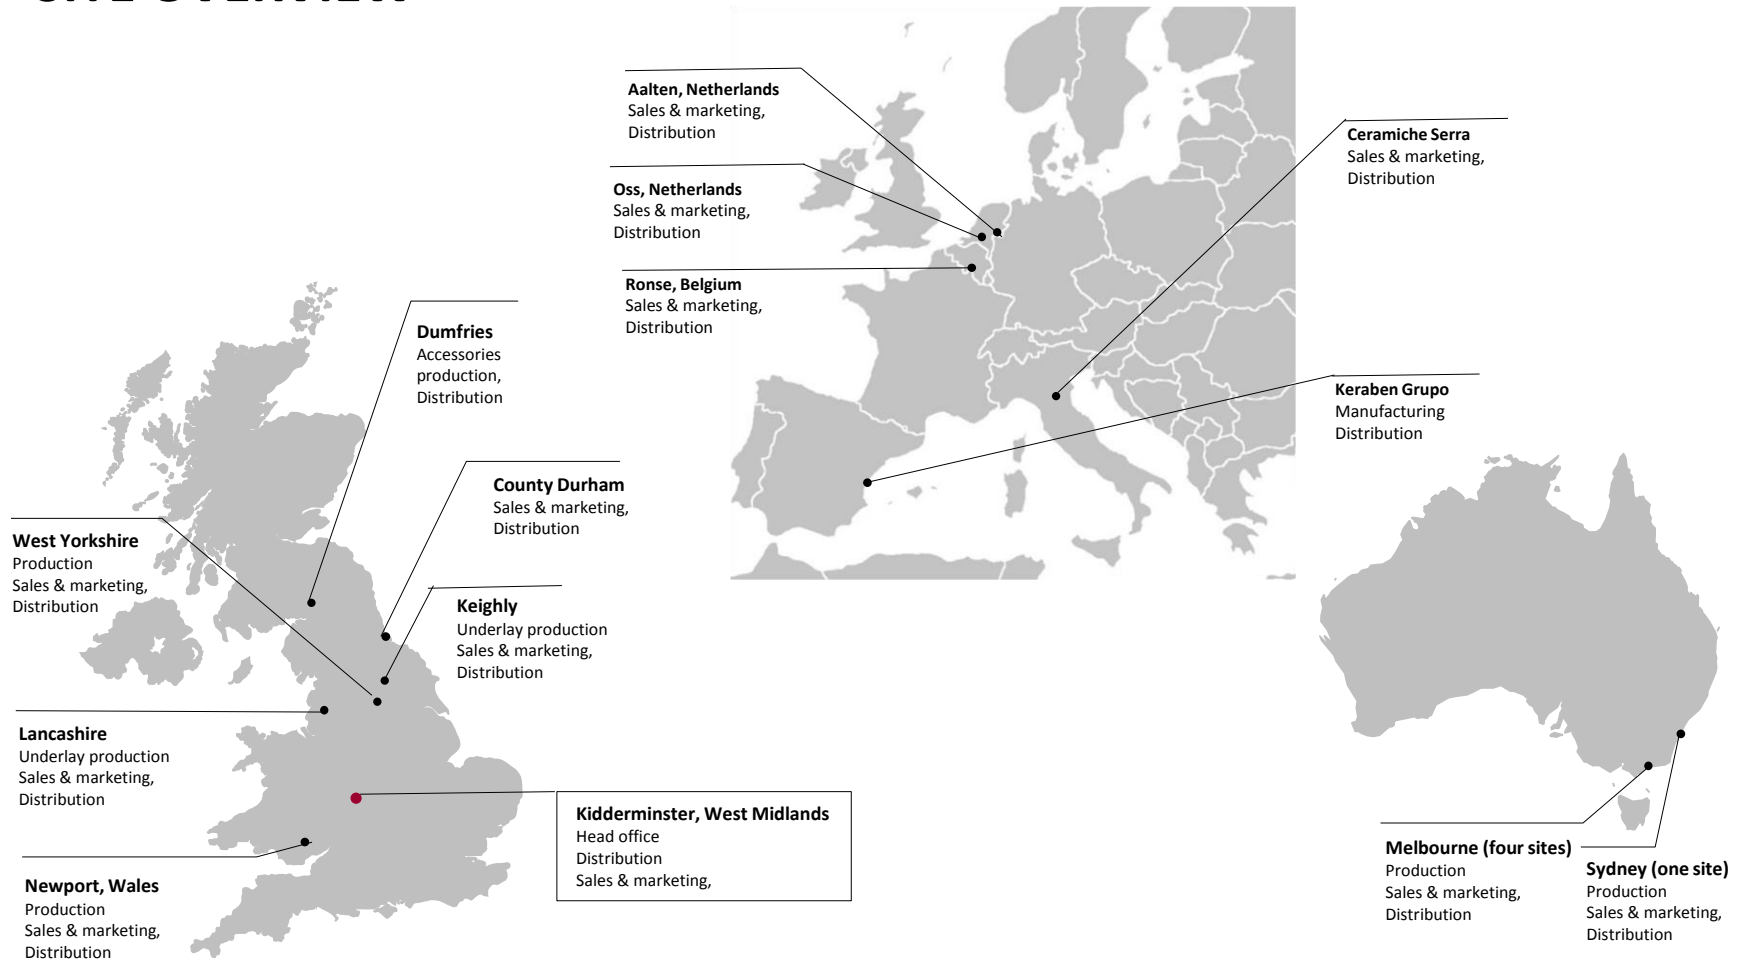 SITE OVERVIEW
Aalten, Netherlands
Sales & marketing,
Distribution
Oss, Netherlands
Sales & marketing,
Distribution
Ronse, Belgium
Sales & marketing,
Distribution
Ceramiche Serra
Sales & marketing,
Distribution
Keraben Grupo
Manufacturing
Distribution
Dumfries
Accessories
production,
Distribution
County Durham
Sales & marketing,
Distribution
West Yorkshire
Production
Sales & marketing,
Distribution
Keighly
Underlay production
Sales & marketing,
Distribution
Lancashire
Underlay production
Sales & marketing,
Distribution
Kidderminster, West Midlands
Head office
Distribution
Sales & marketing,
Newport, Wales
Production
Sales & marketing,
Distribution
Melbourne (four sites)
Production
Sales & marketing,
Distribution
Sydney (one site)
Production
Sales & marketing,
Distribution